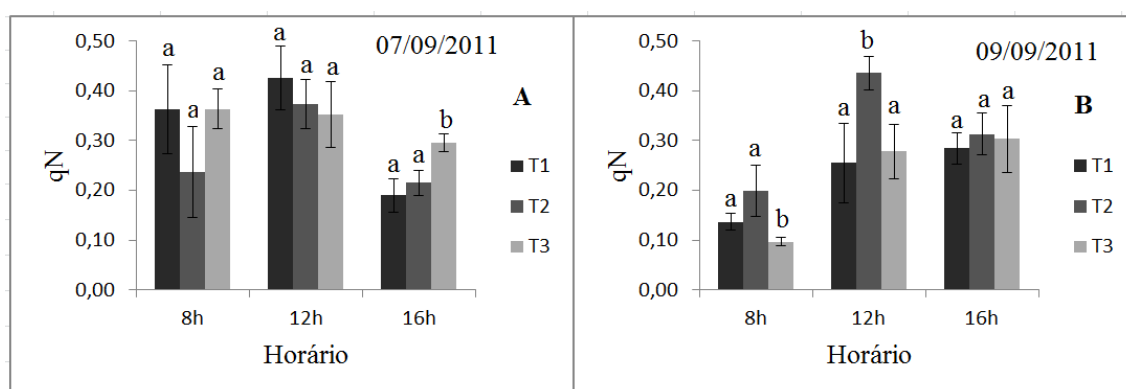 07/09/2011
A
qN
0,50
0,40
0,30
0,20
0,10
0,00
a a a
a a a
a a b
T1
T2
T3
8h 12h 16h
Horário
09/09/2011
B
qN
0,50
0,40
0,30
0,20
0,10
0,00
a a b
a b a
a a a
T1
T2
T3
8h 12h 16h
Horário